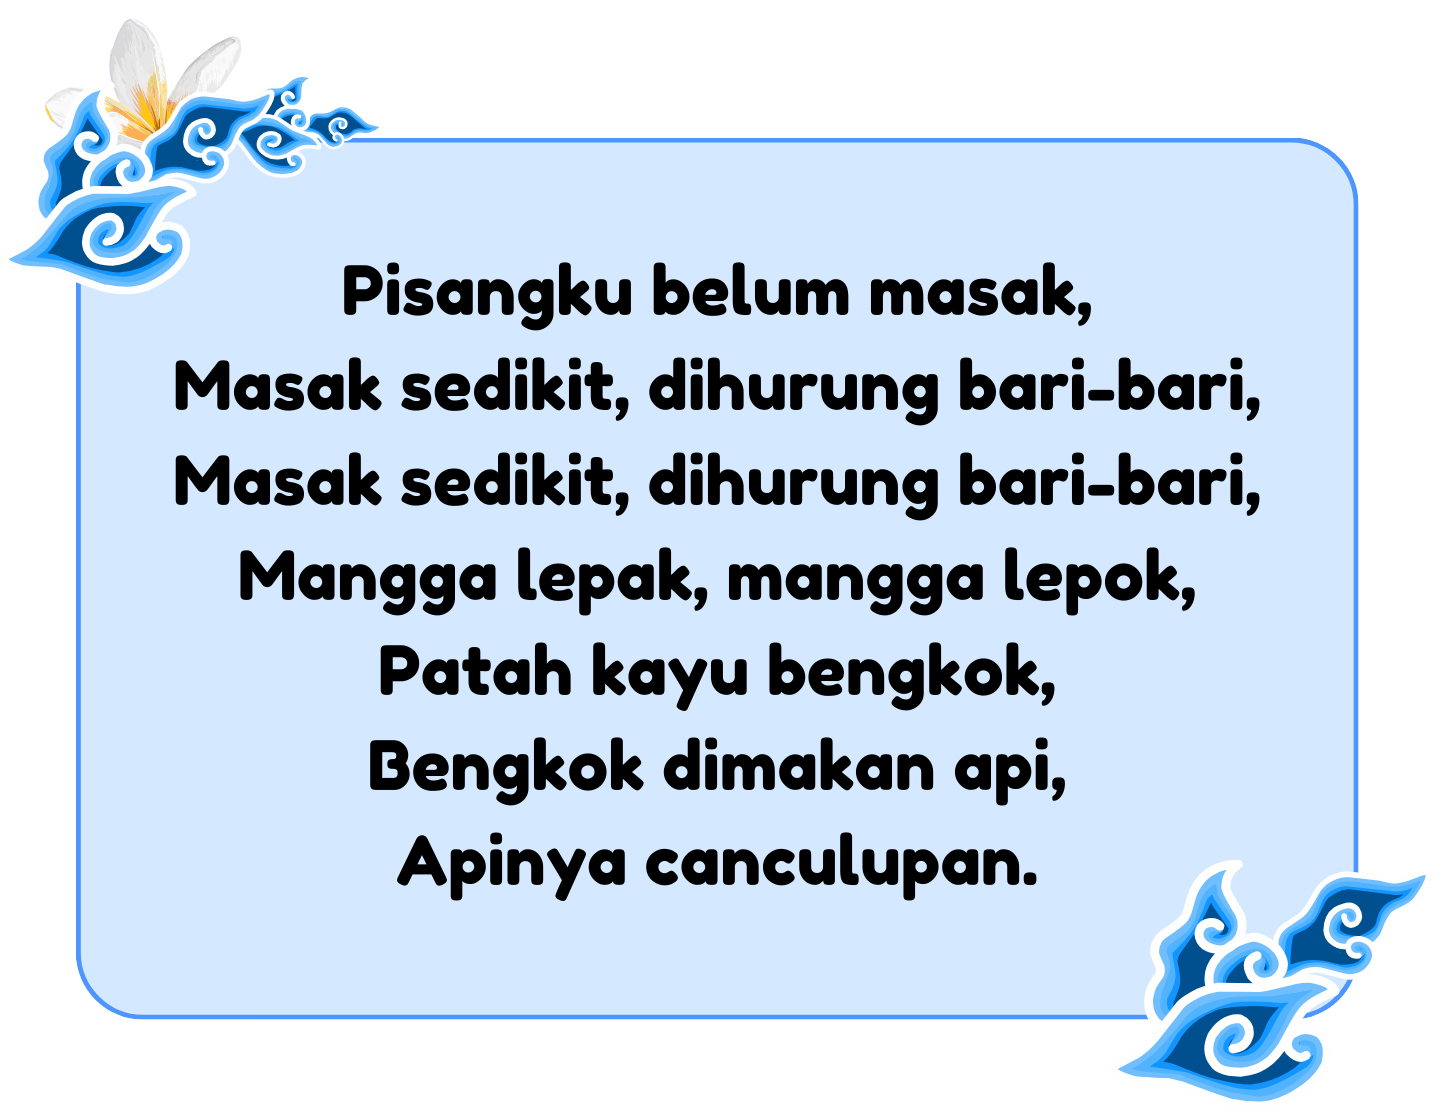 Pisangku belum masak,
Masak sedikit, dihurung bari-bari,
Masak sedikit, dihurung bari-bari,
Mangga lepak, mangga lepok,
Patah kayu bengkok,
Bengkok dimakan api,
Apinya canculupan.